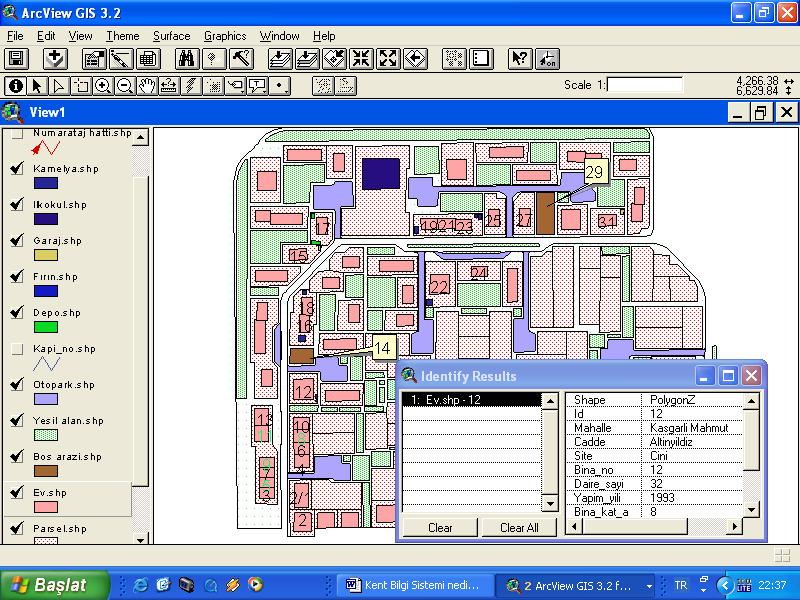 ArcView GIS 3.2
File Edit View Theme Surface Graphics Window Help
Scale 1:
4,266.38
6,629.84
View1
Numarataj hatti.shp
Kamelya.shp
Ilkokul.shp
Garaj.shp
Fırın.shp
Depo.shp
Kapi_no.shp
Otopark.shp
Yesil alan.shp
Bos arazi.shp
Ev.shp
Parsel.shp
29
17
19 21 23 25 27 31
15
22 24
18
16
14
12
13
10
6
4
7
5
3
2/1
2
Identify Results
1: Ev.shp - 12
Shape PolygonZ
Id 12
Mahalle Kasgarli Mahmut
Cadde Altinyildiz
Site Cini
Bina_no 12
Daire_sayi 32
Yapim_yili 1993
Bina_kat_a 8
Clear Clear All
Başlat
Kent Bilgi Sistemi nedi...
2 ArcView GIS 3.2 f...
TR
22:37